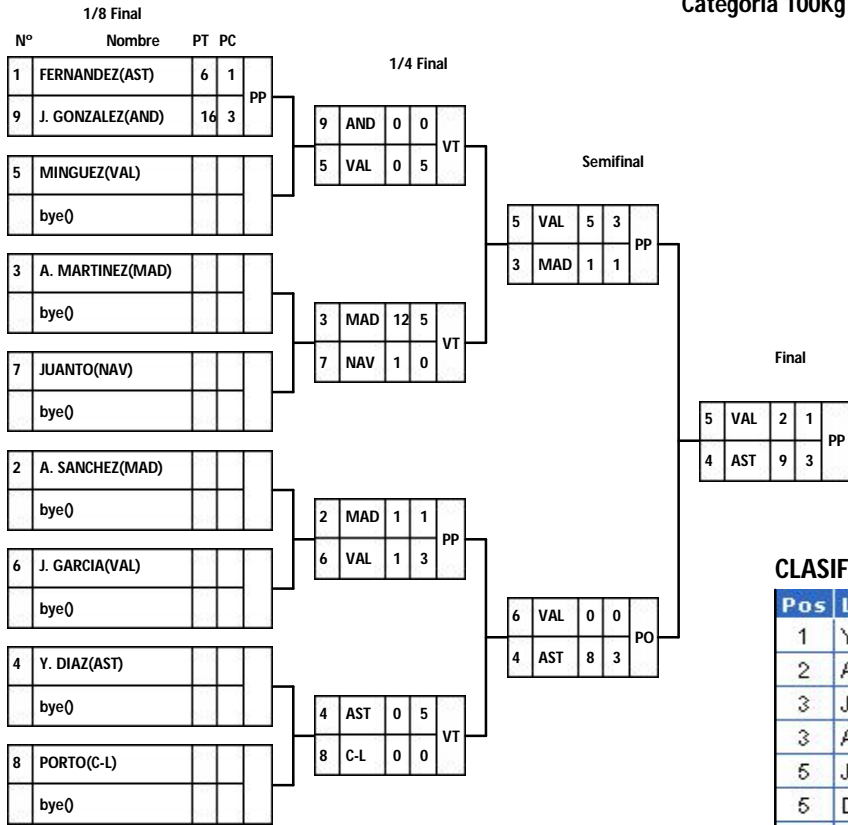 Categoría 100Kg
1/8 Final
Nº Nombre PT PC
1 FERNANDEZ(AST) 6 1
PP
9 J. GONZALEZ(AND) 16 3
5 MINGUEZ(VAL)
bye()
3 A. MARTINEZ(MAD)
bye()
7 JUANTO(NAV)
bye()
2 A. SANCHEZ(MAD)
bye()
6 J. GARCIA(VAL)
bye()
4 Y. DIAZ(AST)
bye()
8 PORTO(C-L)
bye()
1/4 Final
9 AND 0 0
VT
5 VAL 0 5
3 MAD 12 5
VT
7 NAV 1 0
2 MAD 1 1
PP
6 VAL 1 3
4 AST 0 5
VT
8 C-L 0 0
Semifinal
5 VAL 5 3
PP
3 MAD 1 1
6 VAL 0 0
PO
4 AST 8 3
Final
5 VAL 2 1
PP
4 AST 9 3
CLASIF
Pos
1
2 A
3 J
3 A
5 J
5